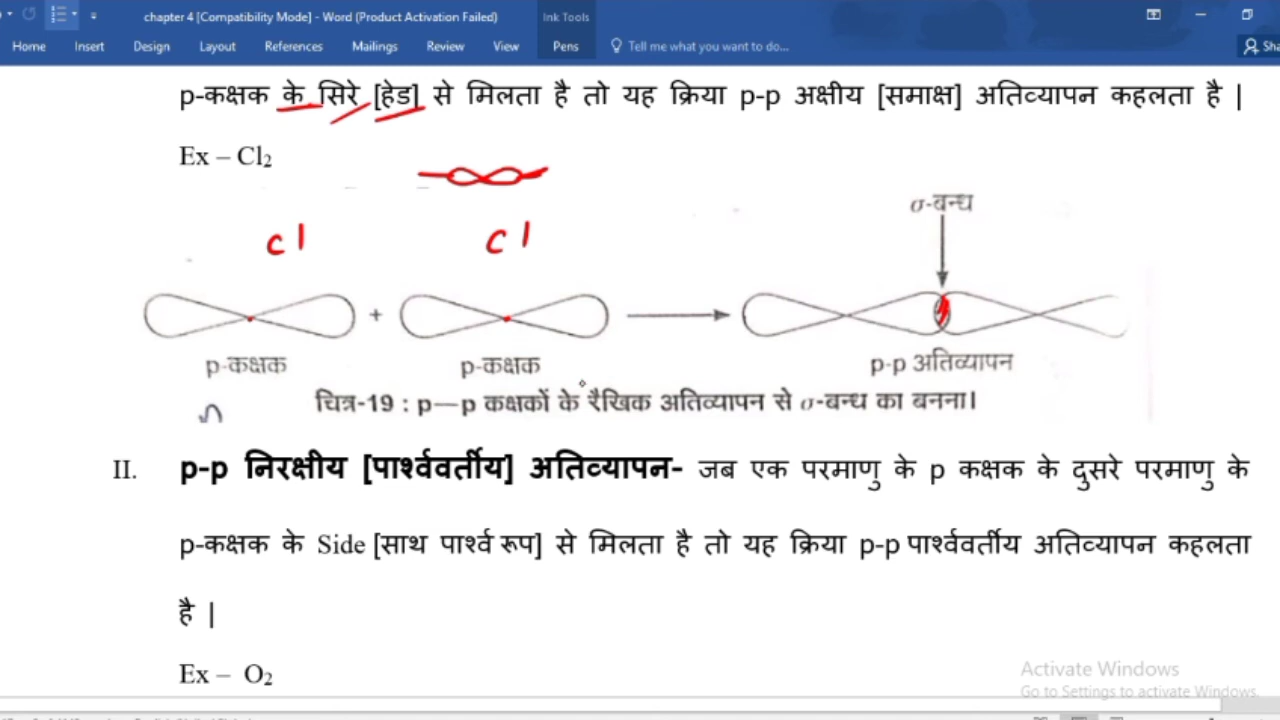 chapter 4 [Compatibility Mode] - Word (Product Activation Failed) Ink Tools
Home Insert Design Layout References Mailings Review View Pens Tell me what you want to do... Sha
p-कक्षक के सिरे [हेड] से मिलता है तो यह क्रिया p-p अक्षीय [समाक्ष] अतिव्यापन कहलता है |
Ex – Cl2
σ-बन्ध
cl cl
+
p-कक्षक p-कक्षक p-p अतिव्यापन
चित्र-19 : p—p कक्षकों के रैखिक अतिव्यापन से σ-बन्ध का बनना।
II. p-p निरक्षीय [पार्श्ववर्तीय] अतिव्यापन- जब एक परमाणु के p कक्षक के दुसरे परमाणु के
p-कक्षक के Side [साथ पार्श्व रूप] से मिलता है तो यह क्रिया p-p पार्श्ववर्तीय अतिव्यापन कहलता
है |
Ex – O2
Activate Windows
Go to Settings to activate Windows.